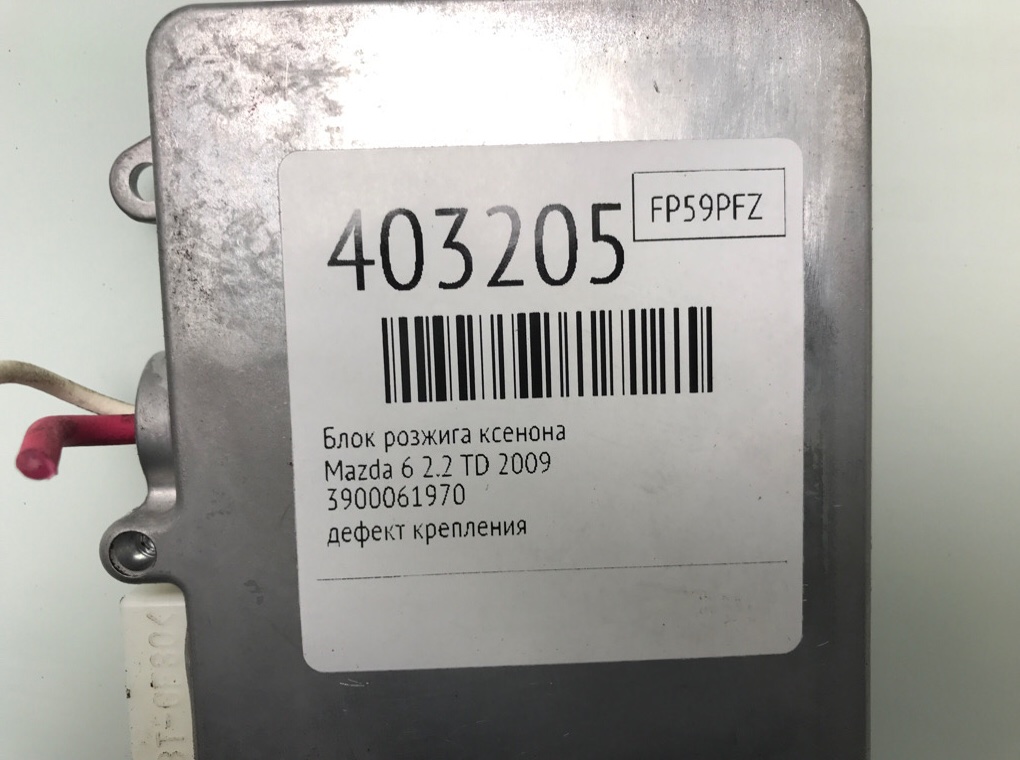 403205
FP59PFZ
Блок розжига ксенона
Mazda 6 2.2 TD 2009
3900061970
дефект крепления